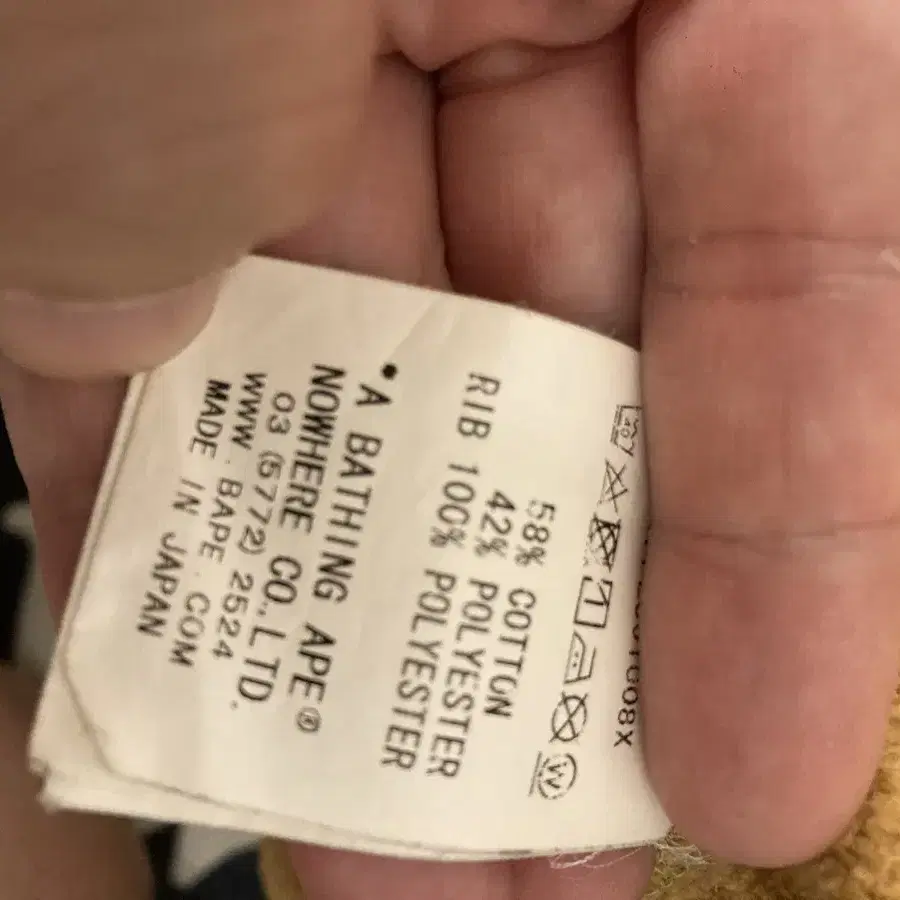 58% COTTON
42% POLYESTER
RIB 100% POLYESTER
• A BATHING APE®
NOWHERE CO., LTD.
03 (5772) 2524
WWW.BAPE.COM
MADE IN JAPAN